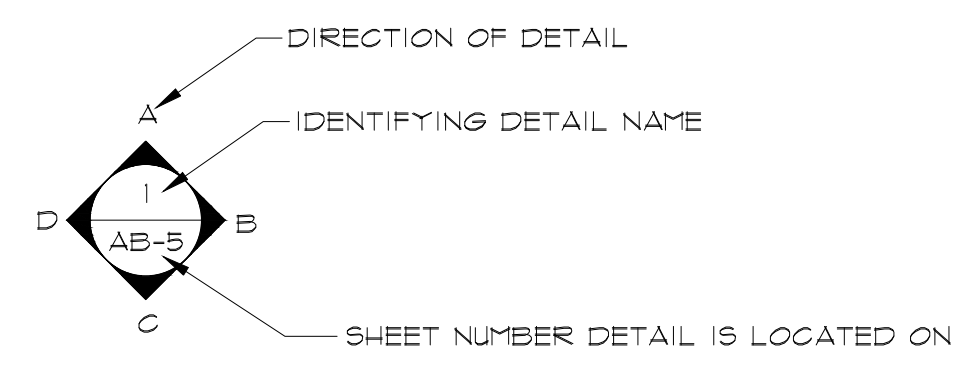 DIRECTION OF DETAIL
A
IDENTIFYING DETAIL NAME
1
D
B
AB-5
C
SHEET NUMBER DETAIL IS LOCATED ON